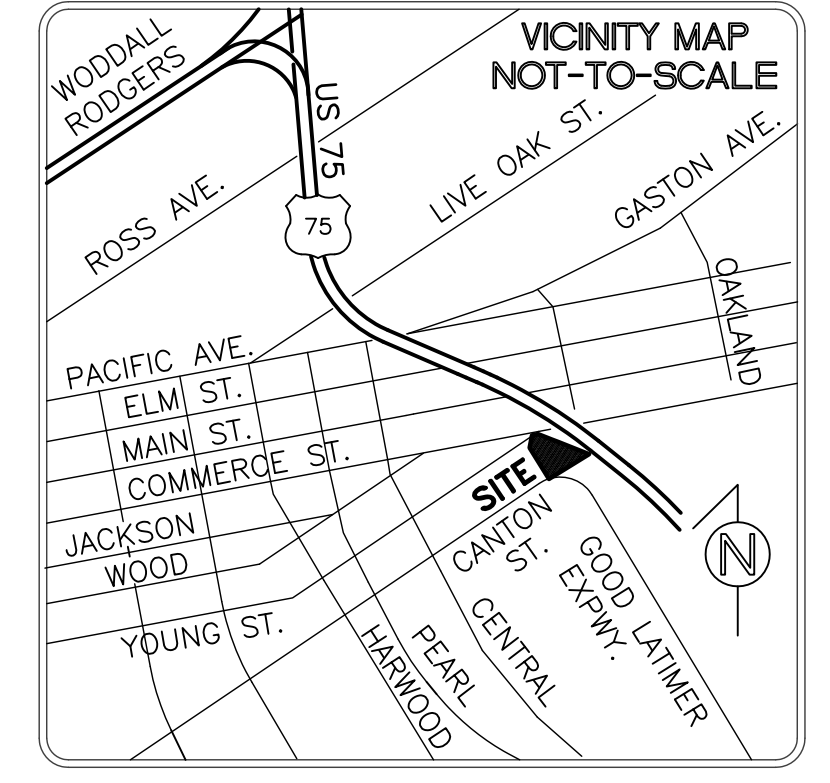 VICINITY MAP
NOT-TO-SCALE
WODDALL
RODGERS
US 75
75
ROSS AVE.
LIVE OAK ST.
GASTON AVE.
OAKLAND
PACIFIC AVE.
ELM ST.
MAIN ST.
COMMERCE ST.
JACKSON
WOOD
YOUNG ST.
SITE
CANTON
ST.
GOOD LATIMER
EXPWY.
CENTRAL
PEARL
HARWOOD
N